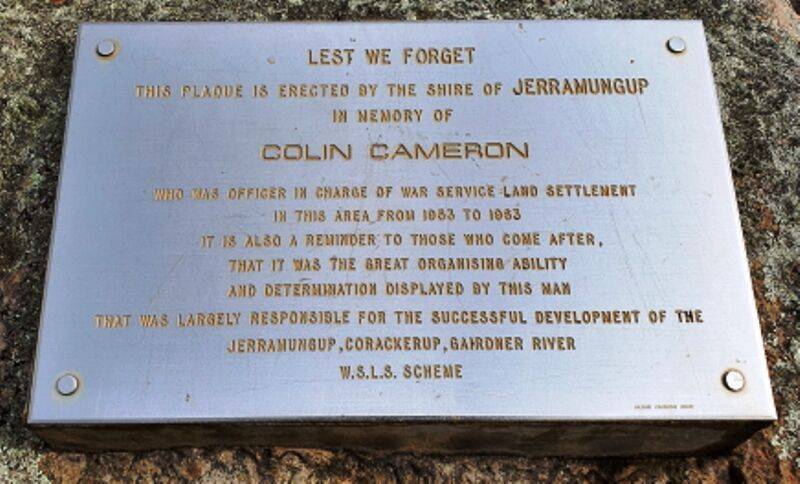 LEST WE FORGET
THIS PLAQUE IS ERECTED BY THE SHIRE OF JERRAMUNGUP
IN MEMORY OF
COLIN CAMERON
WHO WAS OFFICER IN CHARGE OF WAR SERVICE LAND SETTLEMENT
IN THIS AREA FROM 1953 TO 1963
IT IS ALSO A REMINDER TO THOSE WHO COME AFTER,
THAT IT WAS THE GREAT ORGANISING ABILITY
AND DETERMINATION DISPLAYED BY THIS MAN
THAT WAS LARGELY RESPONSIBLE FOR THE SUCCESSFUL DEVELOPMENT OF THE
JERRAMUNGUP, CORACKERUP, GAIRDNER RIVER
W.S.L.S. SCHEME